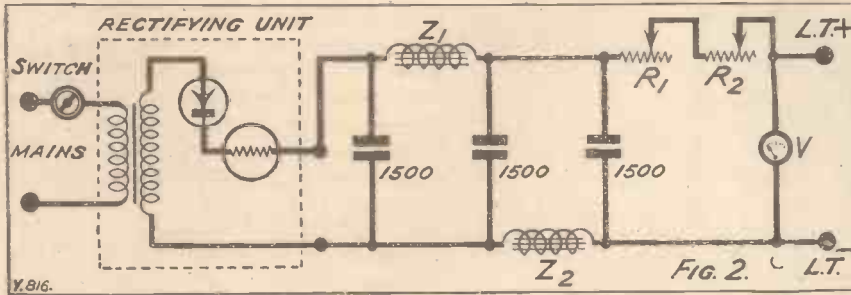 RECTIFYING UNIT
SWITCH
MAINS
Z1
R1
R2
L.T.+
V
1500
1500
1500
Z2
FIG. 2.
L.T.-
Y.816.